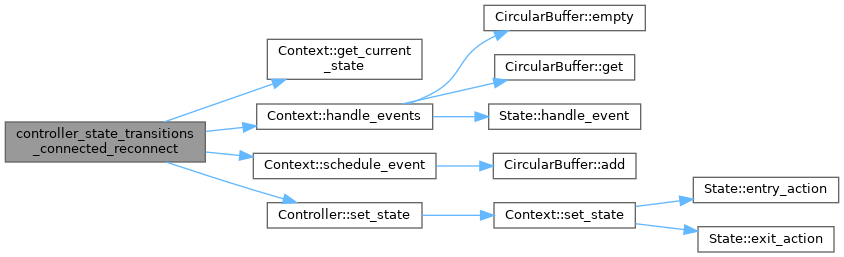 controller_state_transitions
_connected_reconnect
Context::get_current
_state
Context::handle_events
CircularBuffer::empty
CircularBuffer::get
State::handle_event
Context::schedule_event
CircularBuffer::add
Controller::set_state
Context::set_state
State::entry_action
State::exit_action